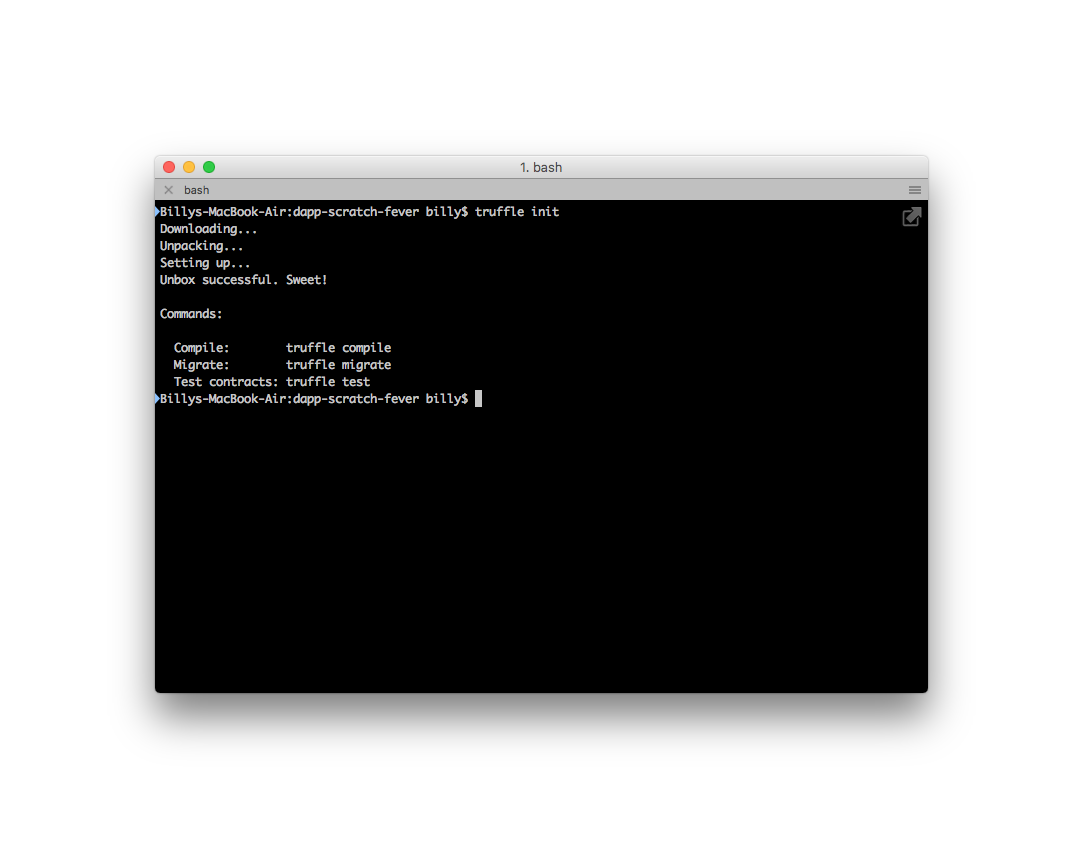 1. bash
bash
Billys-MacBook-Air:dapp-scratch-fever billy$ truffle init
Downloading...
Unpacking...
Setting up...
Unbox successful. Sweet!
Commands:
Compile:        truffle compile
Migrate:        truffle migrate
Test contracts: truffle test
Billys-MacBook-Air:dapp-scratch-fever billy$